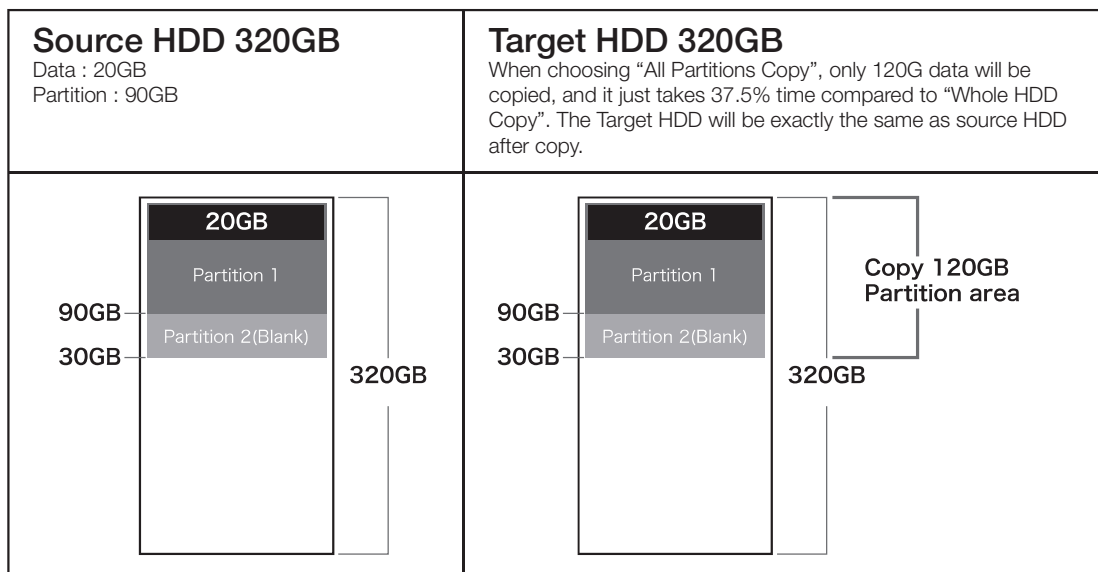 Source HDD 320GB
Data : 20GB
Partition : 90GB
Target HDD 320GB
When choosing “All Partitions Copy”, only 120G data will be
copied, and it just takes 37.5% time compared to “Whole HDD
Copy”. The Target HDD will be exactly the same as source HDD
after copy.
20GB
Partition 1
90GB
Partition 2(Blank)
30GB
320GB
20GB
Partition 1
90GB
Partition 2(Blank)
30GB
320GB
Copy 120GB
Partition area